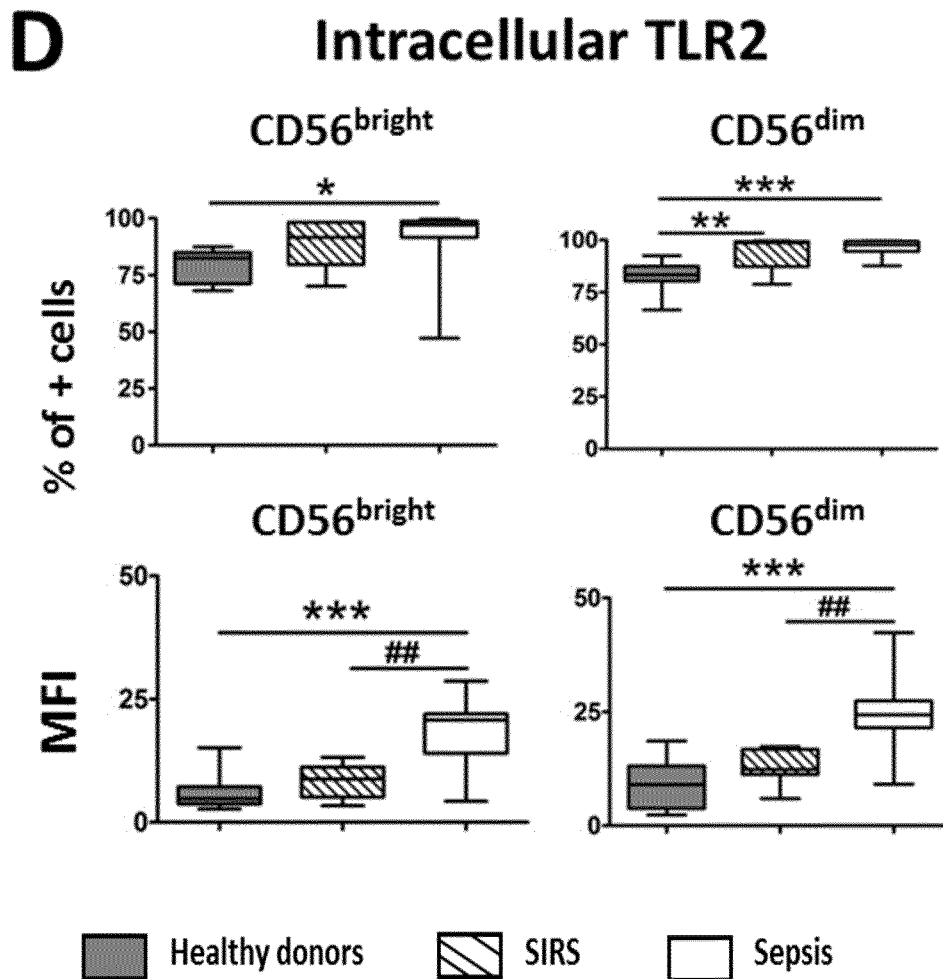 D Intracellular TLR2
CD56bright CD56dim
* ***
**
100 100
75 75
50 50
25 25
0 0
% of + cells
CD56bright CD56dim
50 *** 50
*** ##
##
25 25
0 0
MFI
Healthy donors SIRS Sepsis